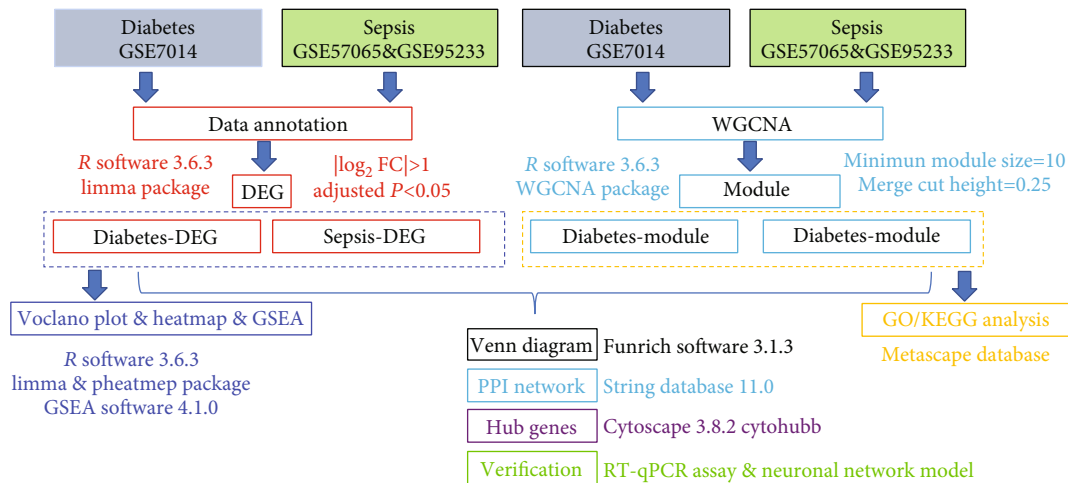 Diabetes
GSE7014
Sepsis
GSE57065&GSE95233
Diabetes
GSE7014
Sepsis
GSE57065&GSE95233
Data annotation
WGCNA
R software 3.6.3
limma package
|log₂ FC|>1
adjusted P<0.05
DEG
R software 3.6.3
WGCNA package
Module
Minimun module size=10
Merge cut height=0.25
Diabetes-DEG
Sepsis-DEG
Diabetes-module
Diabetes-module
Voclano plot & heatmap & GSEA
R software 3.6.3
limma & pheatmep package
GSEA software 4.1.0
GO/KEGG analysis
Metascape database
Venn diagram
Funrich software 3.1.3
PPI network
String database 11.0
Hub genes
Cytoscape 3.8.2 cytohubb
Verification
RT-qPCR assay & neuronal network model